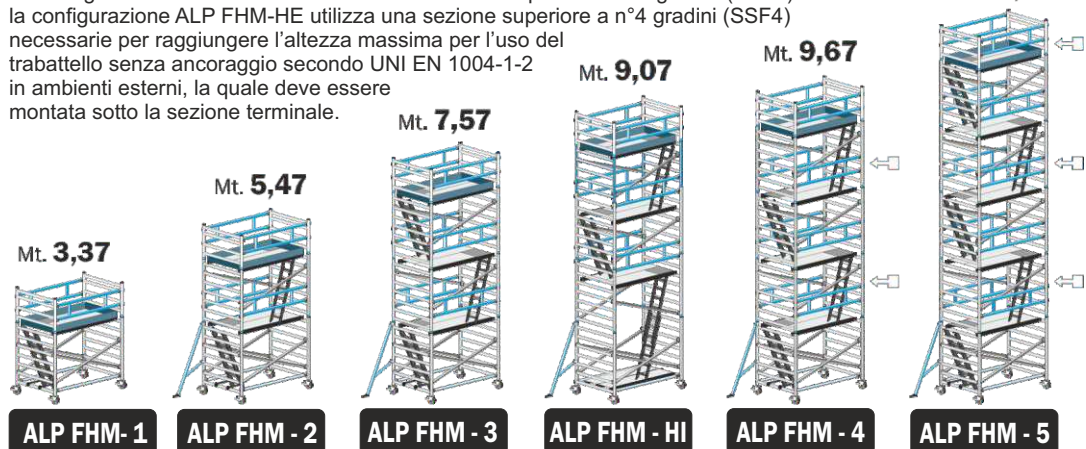 la configurazione ALP FHM-HE utilizza una sezione superiore a n°4 gradini (SSF4)
necessarie per raggiungere l'altezza massima per l'uso del
trabattello senza ancoraggio secondo UNI EN 1004-1-2
in ambienti esterni, la quale deve essere
montata sotto la sezione terminale.
Mt. 3,37
Mt. 5,47
Mt. 7,57
Mt. 9,07
Mt. 9,67
ALP FHM- 1
ALP FHM - 2
ALP FHM - 3
ALP FHM - HI
ALP FHM - 4
ALP FHM - 5